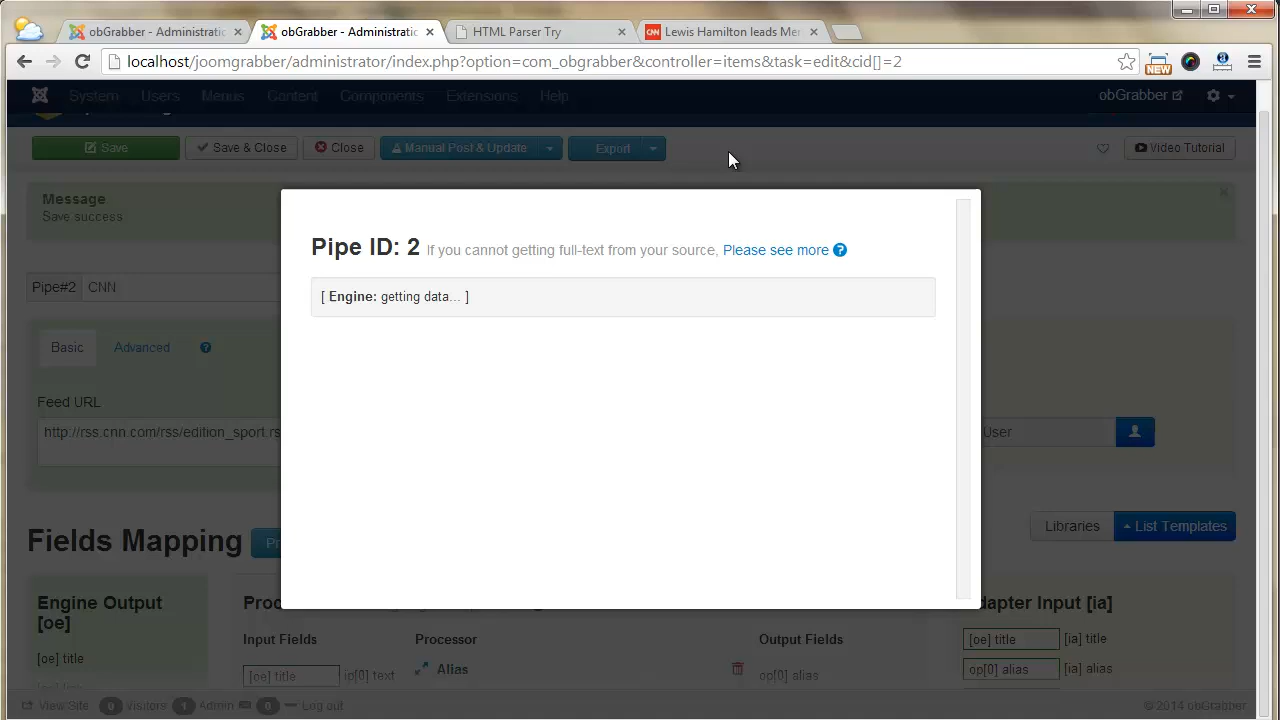 obGrabber - Administratic
obGrabber - Administratic
HTML Parser Try
CNN Lewis Hamilton leads Mer
localhost/joomgrabber/administrator/index.php?option=com_obgrabber&controller=items&task=edit&cid[]=2
NEW
System Users Menus Content Components Extensions Help
obGrabber
Save
Save & Close
Close
Manual Post & Update
Export
Video Tutorial
Message
Save success
Pipe ID: 2 If you cannot getting full-text from your source, Please see more
[ Engine: getting data... ]
Pipe#2 CNN
Basic
Advanced
Feed URL
http://rss.cnn.com/rss/edition_sport.rs
User
Fields Mapping
Libraries
List Templates
Engine Output
[oe]
[oe] title
Input Fields
Processor
Output Fields
[oe] title
ip[0] text
Alias
op[0] alias
dapter Input [ia]
[oe] title
[ia] title
op[0] alias
[ia] alias
View Site
0 visitors
1 Admin
0
Log out
© 2014 obGrabber